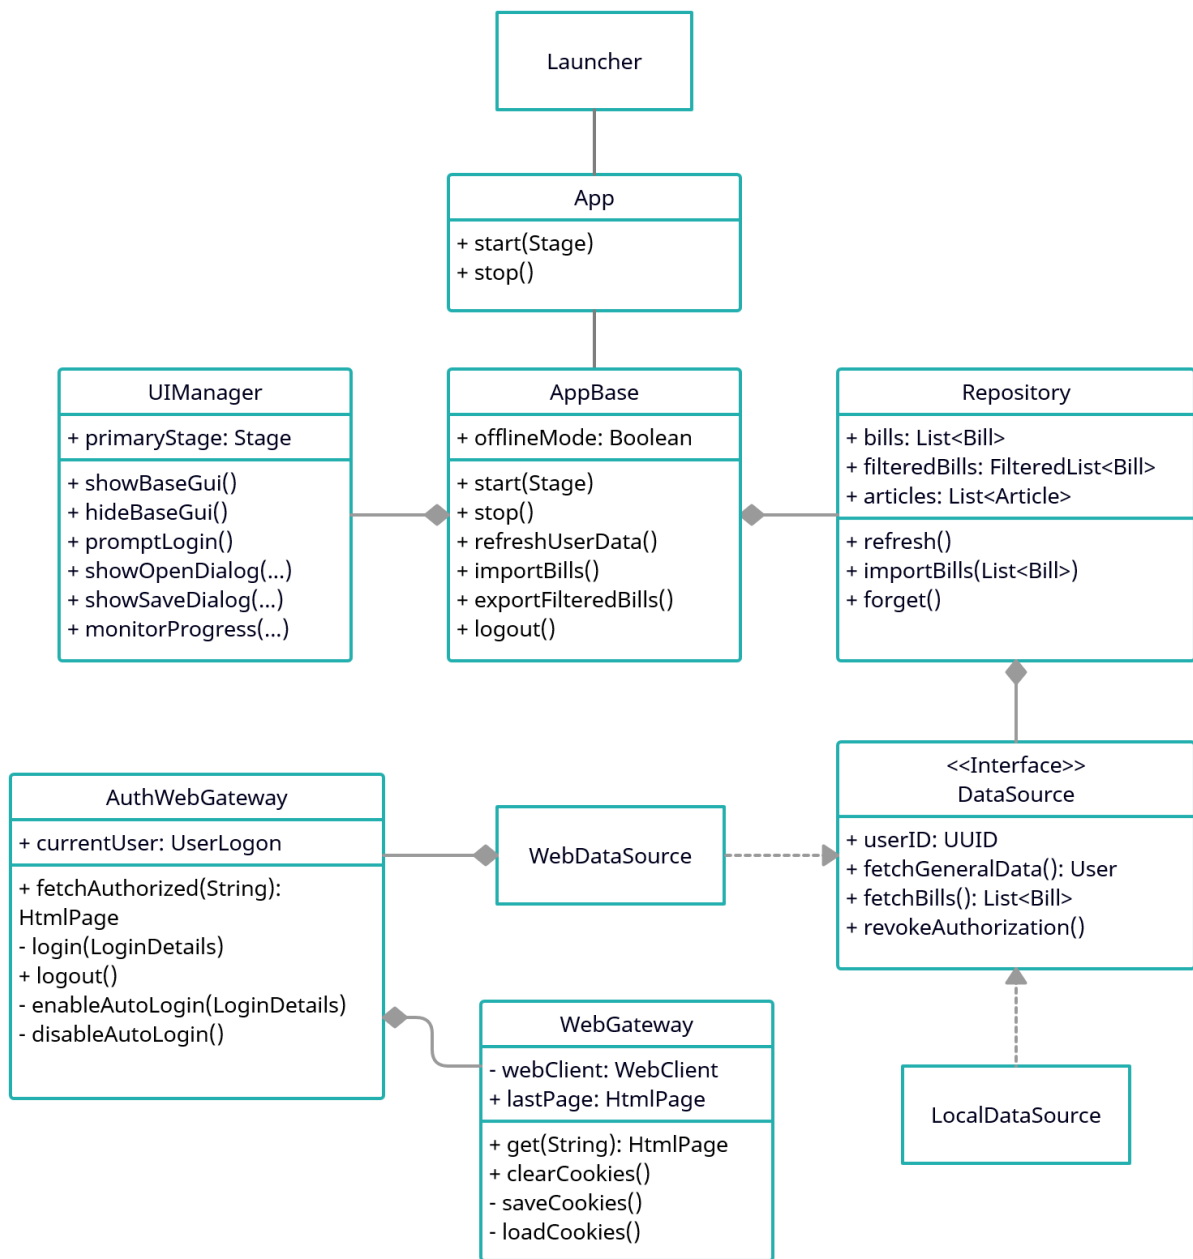 Launcher
App
+ start(Stage)
+ stop()
UIManager
+ primaryStage: Stage
+ showBaseGui()
+ hideBaseGui()
+ promptLogin()
+ showOpenDialog(...)
+ showSaveDialog(...)
+ monitorProgress(...)
AppBase
+ offlineMode: Boolean
+ start(Stage)
+ stop()
+ refreshUserData()
+ importBills()
+ exportFilteredBills()
+ logout()
Repository
+ bills: List<Bill>
+ filteredBills: FilteredList<Bill>
+ articles: List<Article>
+ refresh()
+ importBills(List<Bill>)
+ forget()
AuthWebGateway
+ currentUser: UserLogon
+ fetchAuthorized(String):
HtmlPage
- login(LoginDetails)
+ logout()
- enableAutoLogin(LoginDetails)
- disableAutoLogin()
WebDataSource
<<Interface>>
DataSource
+ userID: UUID
+ fetchGeneralData(): User
+ fetchBills(): List<Bill>
+ revokeAuthorization()
WebGateway
- webClient: WebClient
+ lastPage: HtmlPage
+ get(String): HtmlPage
+ clearCookies()
- saveCookies()
- loadCookies()
LocalDataSource